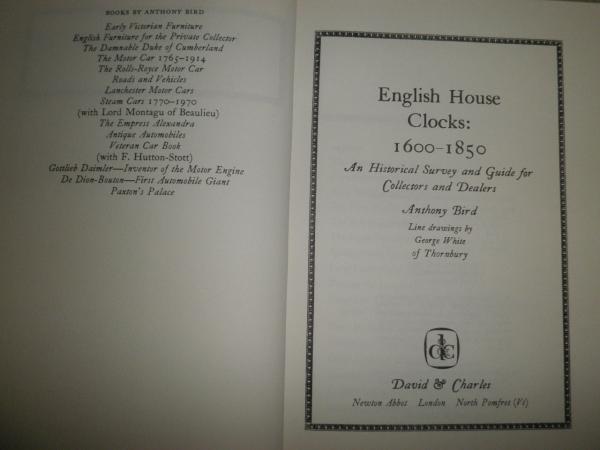 BOOKS BY ANTHONY BIRD
Early Victorian Furniture
English Furniture for the Private Collector
The Damnable Duke of Cumberland
The Motor Car 1765–1914
The Rolls-Royce Motor Car
Roads and Vehicles
Lanchester Motor Cars
Steam Cars 1770–1970
(with Lord Montagu of Beaulieu)
The Empress Alexandra
Antique Automobiles
Veteran Car Book
(with F. Hutton-Stott)
Gottlieb Daimler—Inventor of the Motor Engine
De Dion-Bouton—First Automobile Giant
Paxton's Palace
English House
Clocks:
1600–1850
An Historical Survey and Guide for
Collectors and Dealers
Anthony Bird
Line drawings by
George White
of Thornbury
David & Charles
Newton Abbot London North Pomfret (Vt)